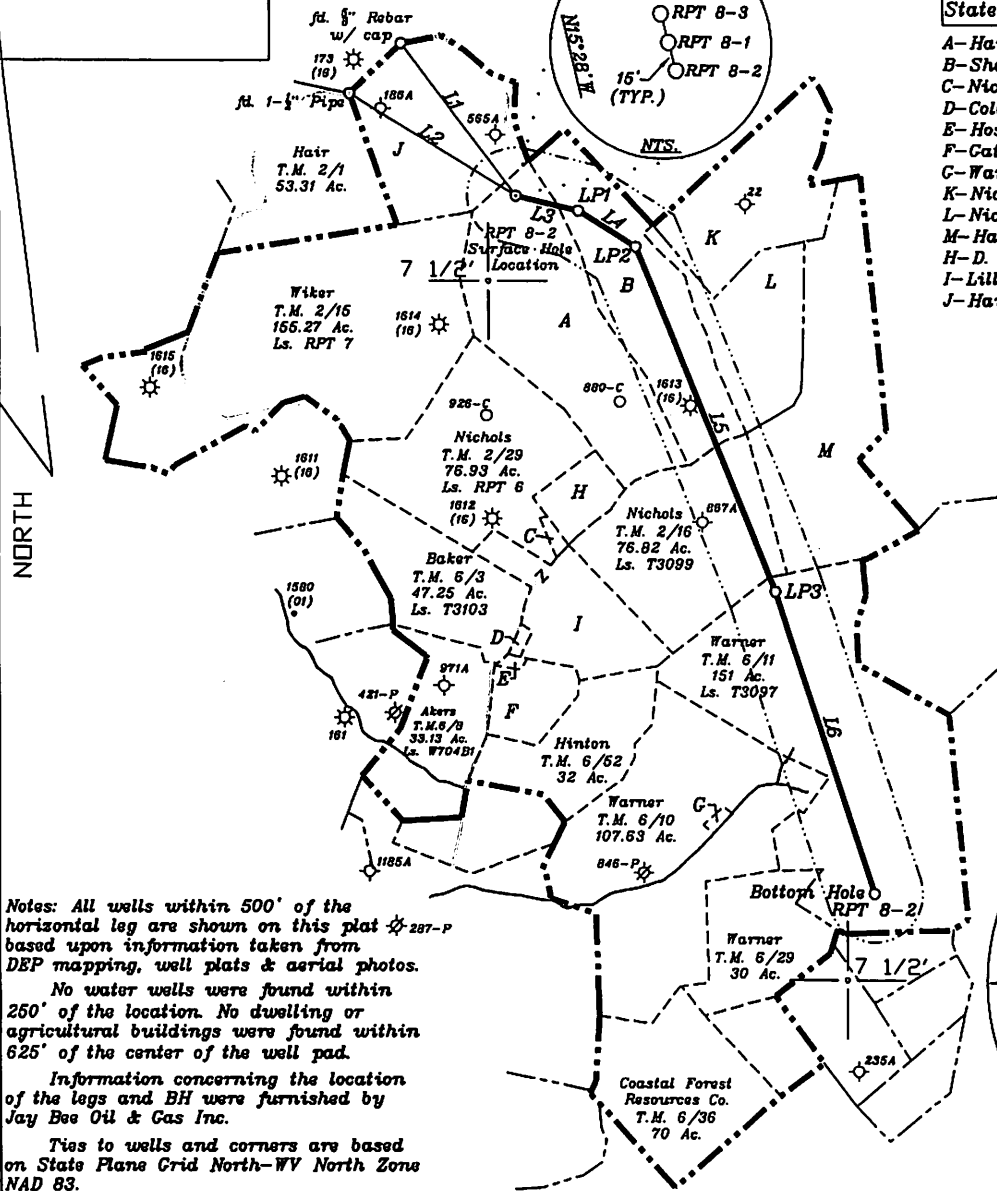 State
A-Ha
B-Sh
C-Nic
D-Col
E-Hos
F-Gat
G-Wa
K-Nic
L-Nic
M-Ha
H-D.
I-Lill
J-Ha
RPT 8-3
RPT 8-1
RPT 8-2
15'
(TYP.)
N15°28'W
NTS.
fd. 5/8" Rebar
w/ cap
173
(16)
fd. 1-½" Pipe
186A
L1
L2
565A
J
Hair
T.M. 2/1
53.31 Ac.
L3
LP1
L4
LP2
RPT 8-2
Surface Hole
Location
7 1/2'
22
K
L
B
A
Wiker
T.M. 2/15
155.27 Ac.
Ls. RPT 7
1614
(16)
1615
(16)
926-C
880-C
1613
(16)
L5
M
1611
(16)
Nichols
T.M. 2/29
76.93 Ac.
Ls. RPT 6
H
1612
(16)
C
Nichols
T.M. 2/16
76.82 Ac.
Ls. T3099
867A
NORTH
Baker
T.M. 6/3
47.25 Ac.
Ls. T3103
1580
(01)
LP3
I
D
E
Warner
T.M. 6/11
151 Ac.
Ls. T3097
971A
421-P
161
Akers
T.M.6/8
33.13 Ac.
Ls. W704B1
F
L6
Hinton
T.M. 6/52
32 Ac.
Warner
T.M. 6/10
107.63 Ac.
G
1185A
846-P
Bottom Hole
RPT 8-2
Warner
T.M. 6/29
30 Ac.
7 1/2'
235A
Coastal Forest
Resources Co.
T.M. 6/36
70 Ac.
287-P
Notes: All wells within 500' of the
horizontal leg are shown on this plat
based upon information taken from
DEP mapping, well plats & aerial photos.
No water wells were found within
250' of the location. No dwelling or
agricultural buildings were found within
625' of the center of the well pad.
Information concerning the location
of the legs and BH were furnished by
Jay Bee Oil & Gas Inc.
Ties to wells and corners are based
on State Plane Grid North-WV North Zone
NAD 83.